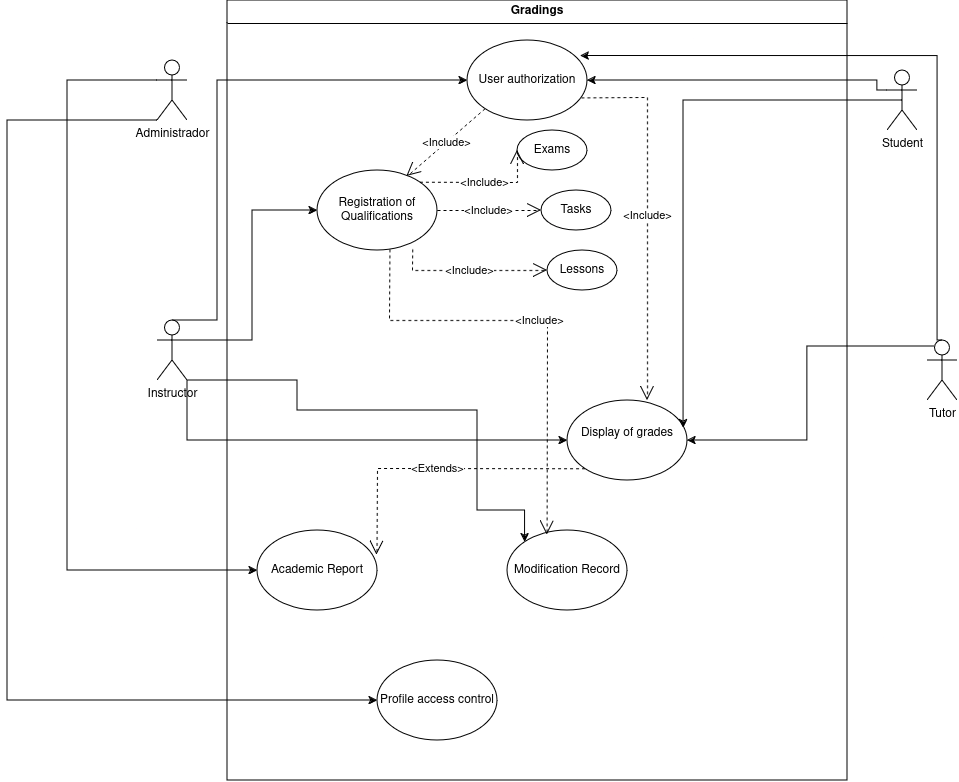 Gradings
User authorization
Administrador
Student
<Include>
Exams
<Include>
Registration of
Qualifications
<Include>
Tasks
<Include>
<Include>
Lessons
<Include>
Instructor
Tutor
Display of grades
<Extends>
Academic Report
Modification Record
Profile access control